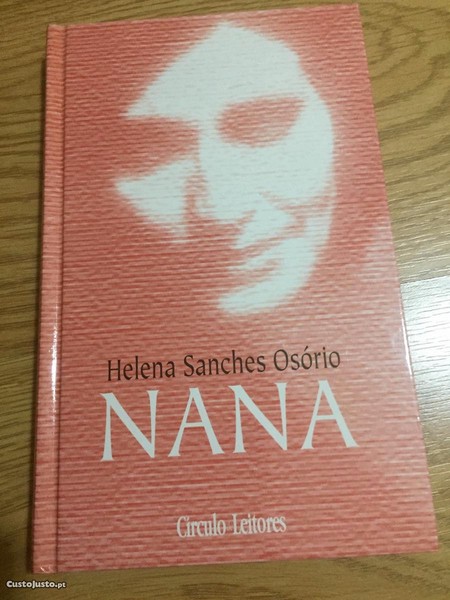 Helena Sanches Osório
NANA
Círculo Leitores
CustoJusto.pt